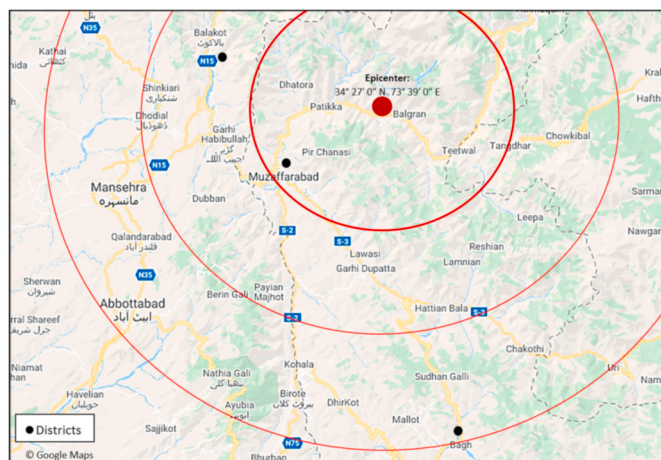 N35
Kathai
کٹھائی
Balakot
بالاکوٹ
N15
Epicenter:
34° 27' 0" N, 73° 39' 0" E
Shinkiari
شنکیاری
Dhatora
Patikka
Balgran
Dhodial
ڈھوڈیال
Garhi
Habibullah
گڑھی
حبیب اللہ
Pir Chanasi
Teetwal
Tangdhar
Chowkibal
N15
Muzaffarabad
Mansehra
مانسہرہ
Dubban
Leepa
Qalandarabad
قلندر آباد
S-2
S-3
Lawasi
Reshian
Garhi Dupatta
Lamnian
Sherwan
شیروان
N35
Payian
Majhot
Berin Gali
Abbottabad
ایبٹ آباد
Hattian Bala
S-3
S-2
Chakothi
Uri
Kohala
Nathia Gali
نتھیا گلی
Sudhan Galli
Havelian
حویلیاں
Ayubia
ایوبیہ
Birote
بیروٹ کلاں
DhirKot
Mallot
Districts
Sajjikot
N75
Bagh
© Google Maps
Bhurban